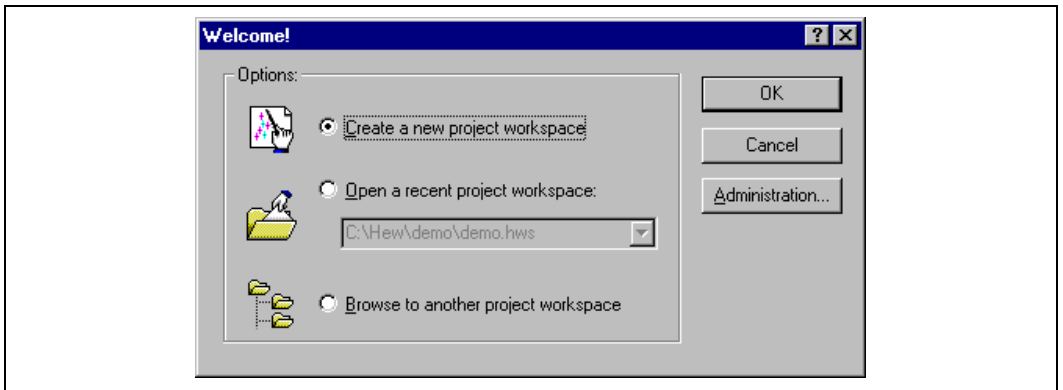 Welcome!
Options:
Create a new project workspace
Open a recent project workspace:
C:\Hew\demo\demo.hws
Browse to another project workspace
OK
Cancel
Administration...